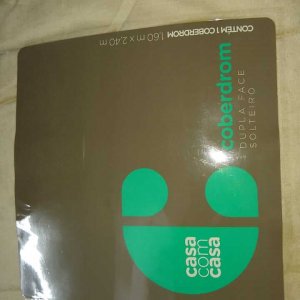 CONTÉM 1 COBERDROM 1,60 m X 2,40 m
coberdrom
DUPLA FACE
SOLTEIRO
casa
com
casa